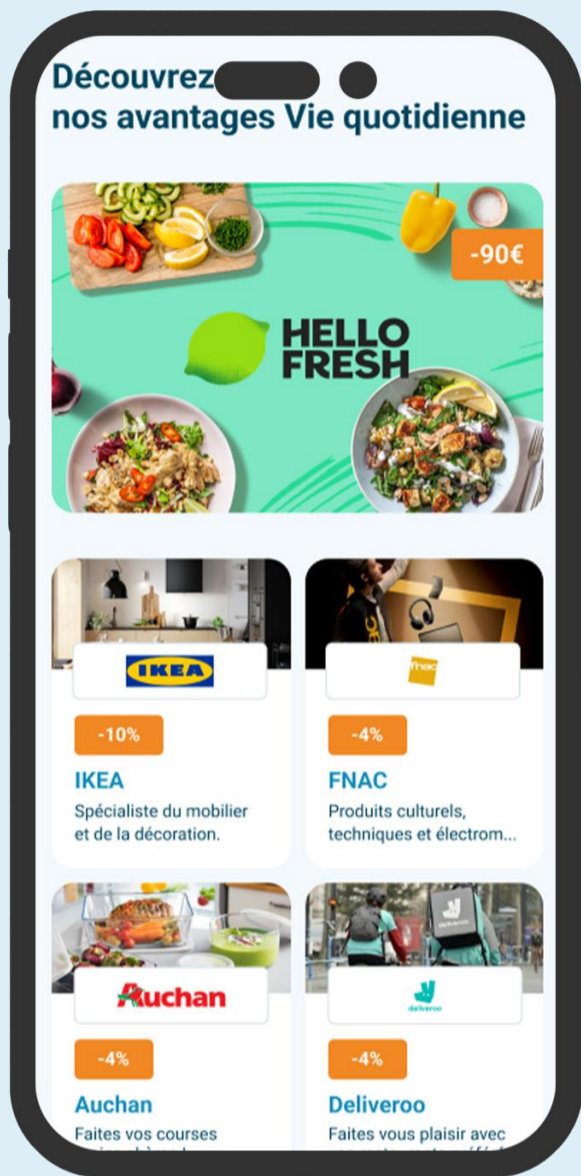 Découvrez
nos avantages Vie quotidienne
-90€
HELLO
FRESH
IKEA
fnac
-10%
-4%
IKEA
FNAC
Spécialiste du mobilier
et de la décoration.
Produits culturels,
techniques et électrom...
deliveroo
Auchan
deliveroo
-4%
-4%
Auchan
Deliveroo
Faites vos courses
Faites vous plaisir avec